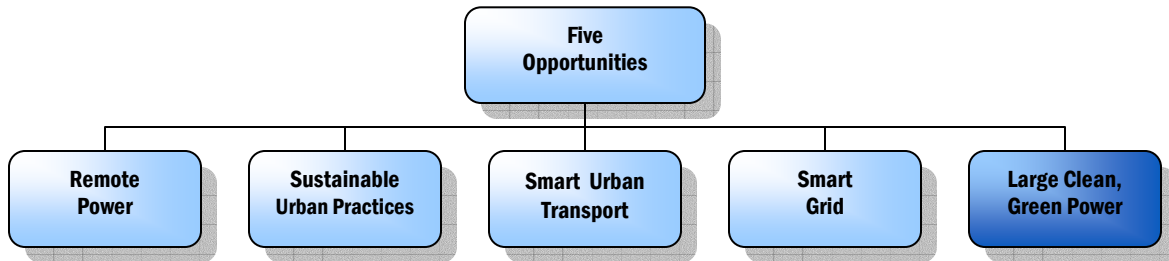 Five
Opportunities
Remote
Power
Sustainable
Urban Practices
Smart Urban
Transport
Smart
Grid
Large Clean,
Green Power